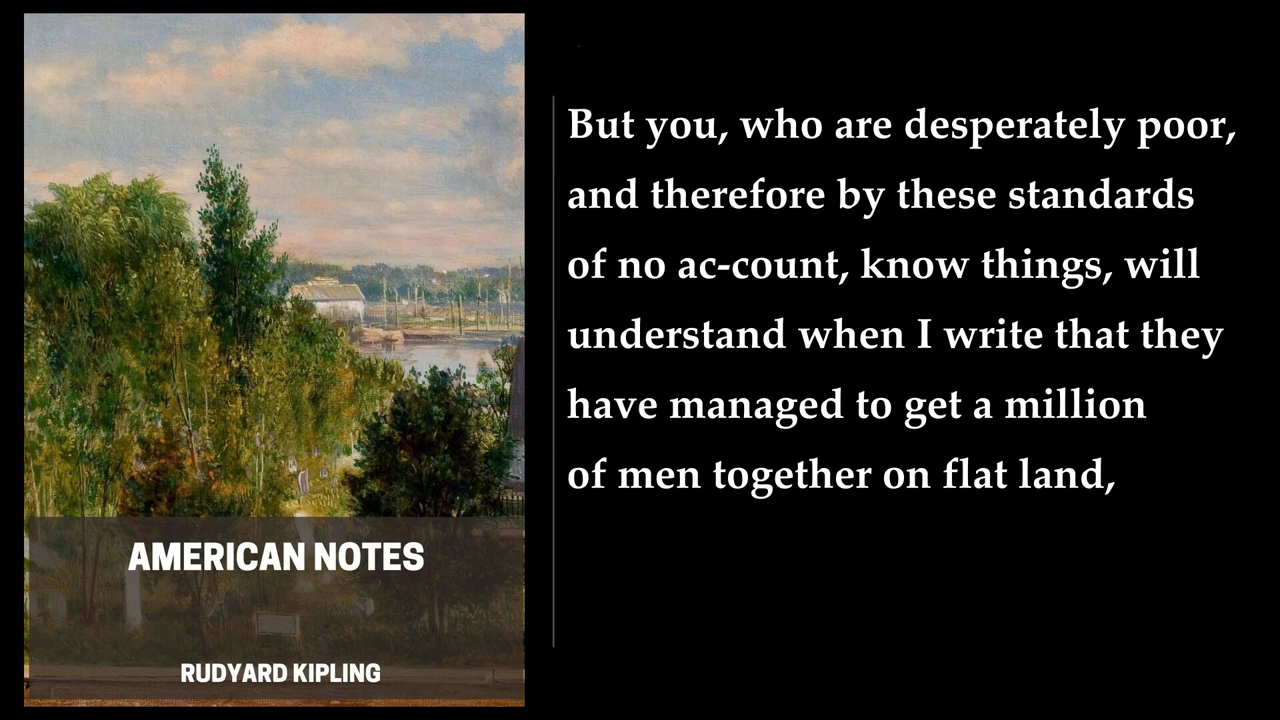 AMERICAN NOTES
RUDYARD KIPLING
But you, who are desperately poor,
and therefore by these standards
of no ac-count, know things, will
understand when I write that they
have managed to get a million
of men together on flat land,